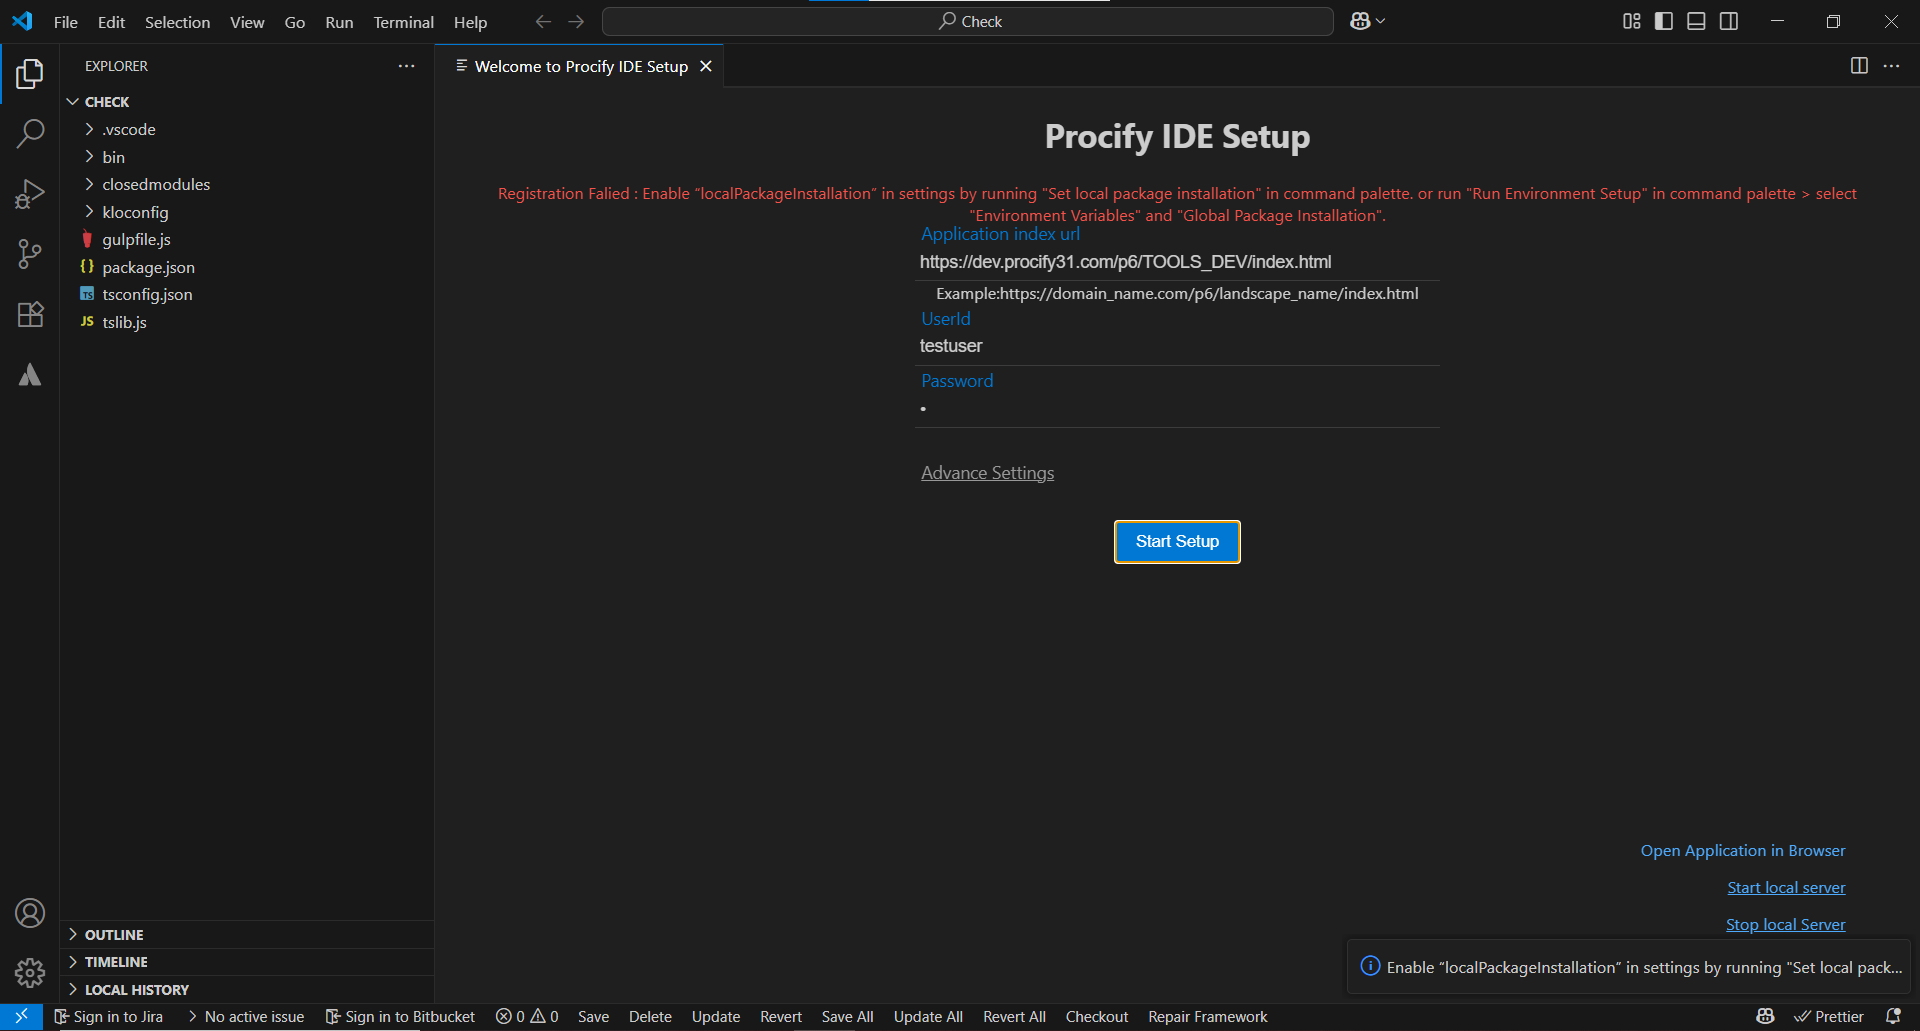 File Edit Selection View Go Run Terminal Help
Check
EXPLORER
Welcome to Procify IDE Setup
CHECK
.vscode
bin
closedmodules
kloconfig
gulpfile.js
package.json
tsconfig.json
JS tslib.js
Procify IDE Setup
Registration Falied : Enable “localPackageInstallation” in settings by running "Set local package installation" in command palette. or run "Run Environment Setup" in command palette > select
"Environment Variables" and "Global Package Installation".
Application index url
https://dev.procify31.com/p6/TOOLS_DEV/index.html
Example:https://domain_name.com/p6/landscape_name/index.html
UserId
testuser
Password
Advance Settings
Start Setup
Open Application in Browser
Start local server
Stop local Server
Enable “localPackageInstallation” in settings by running "Set local pack...
OUTLINE
TIMELINE
LOCAL HISTORY
Sign in to Jira No active issue Sign in to Bitbucket 0 0 Save Delete Update Revert Save All Update All Revert All Checkout Repair Framework Prettier